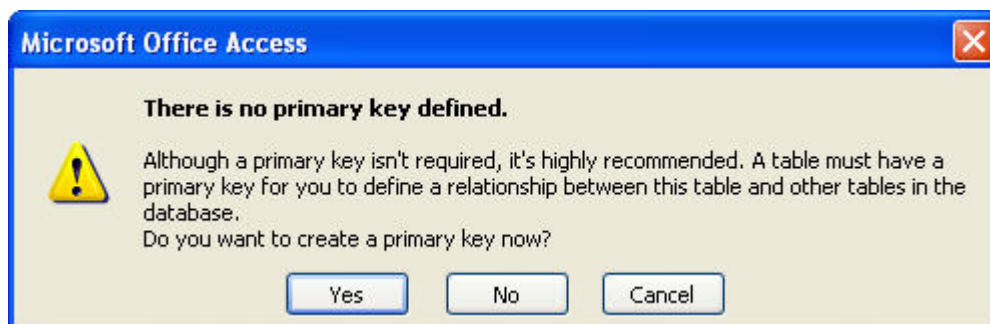 Microsoft Office Access
There is no primary key defined.
Although a primary key isn't required, it's highly recommended. A table must have a
primary key for you to define a relationship between this table and other tables in the
database.
Do you want to create a primary key now?
Yes No Cancel